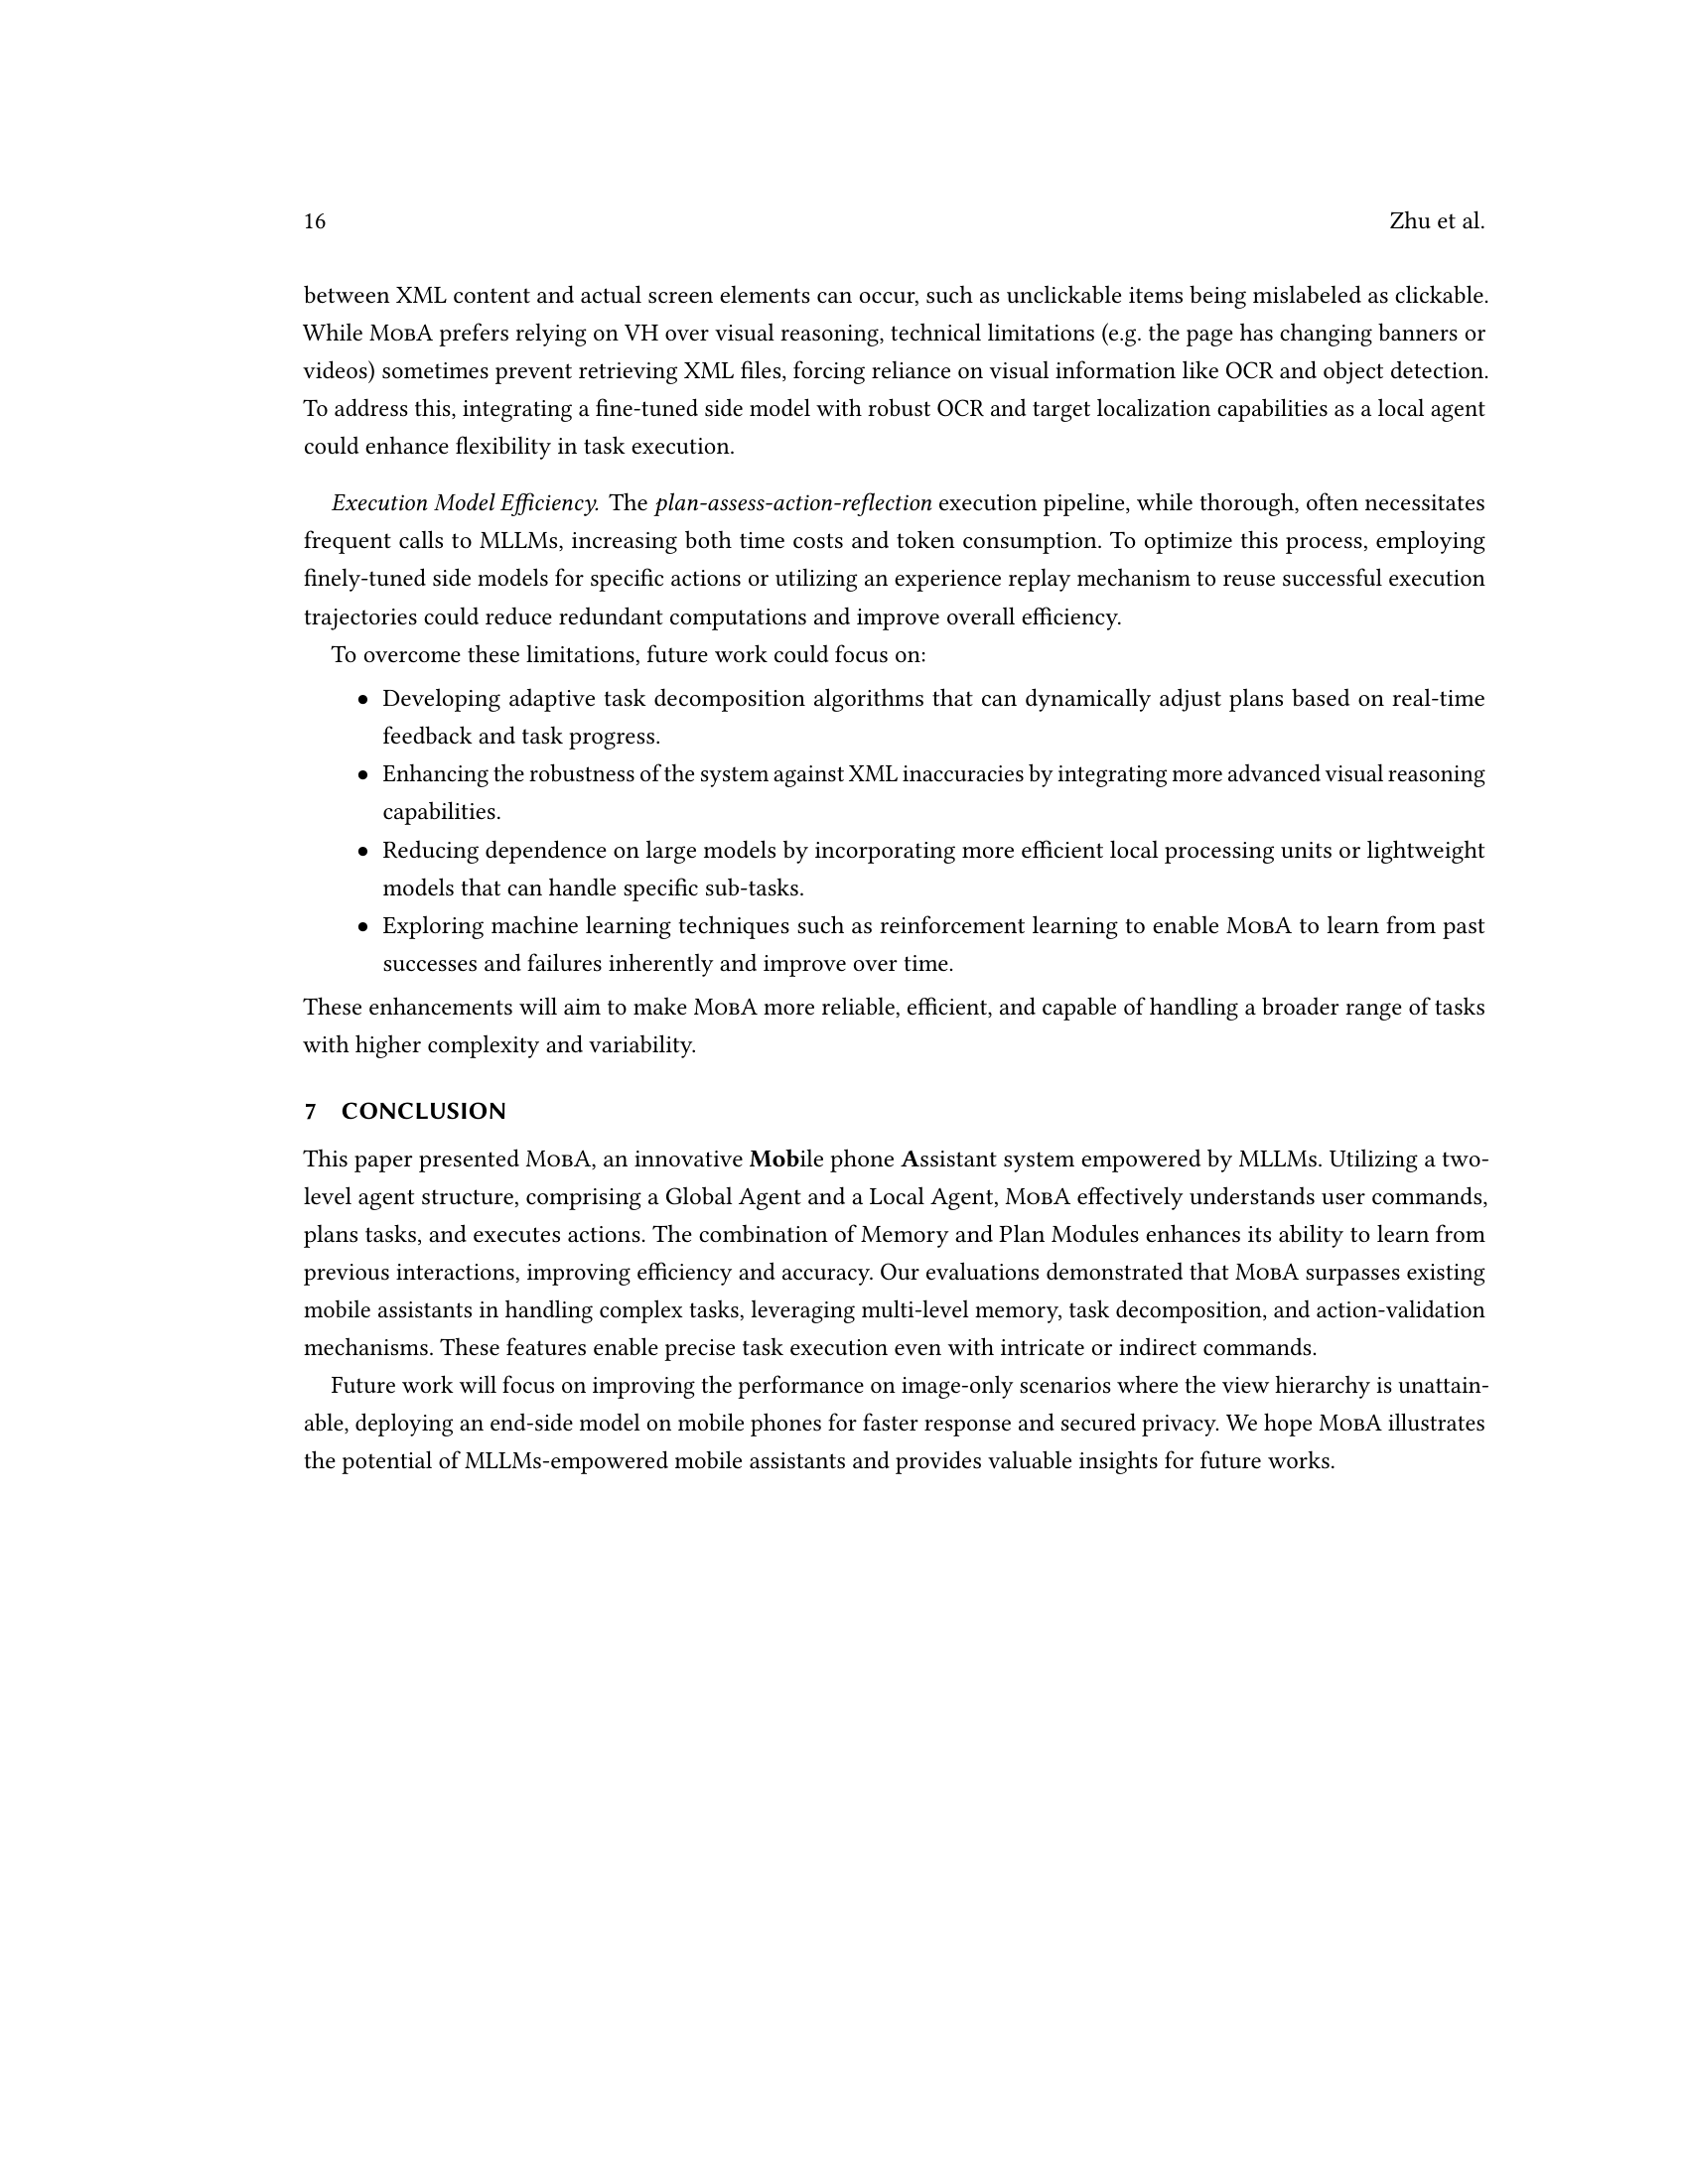 16
Zhu et al.
between XML content and actual screen elements can occur, such as unclickable items being mislabeled as clickable.
While MobA prefers relying on VH over visual reasoning, technical limitations (e.g. the page has changing banners or
videos) sometimes prevent retrieving XML files, forcing reliance on visual information like OCR and object detection.
To address this, integrating a fine-tuned side model with robust OCR and target localization capabilities as a local agent
could enhance flexibility in task execution.
Execution Model Efficiency. The plan-assess-action-reflection execution pipeline, while thorough, often necessitates
frequent calls to MLLMs, increasing both time costs and token consumption. To optimize this process, employing
finely-tuned side models for specific actions or utilizing an experience replay mechanism to reuse successful execution
trajectories could reduce redundant computations and improve overall efficiency.
To overcome these limitations, future work could focus on:
• Developing adaptive task decomposition algorithms that can dynamically adjust plans based on real-time
feedback and task progress.
• Enhancing the robustness of the system against XML inaccuracies by integrating more advanced visual reasoning
capabilities.
• Reducing dependence on large models by incorporating more efficient local processing units or lightweight
models that can handle specific sub-tasks.
• Exploring machine learning techniques such as reinforcement learning to enable MobA to learn from past
successes and failures inherently and improve over time.
These enhancements will aim to make MobA more reliable, efficient, and capable of handling a broader range of tasks
with higher complexity and variability.
7 CONCLUSION
This paper presented MobA, an innovative Mobile phone Assistant system empowered by MLLMs. Utilizing a two-
level agent structure, comprising a Global Agent and a Local Agent, MobA effectively understands user commands,
plans tasks, and executes actions. The combination of Memory and Plan Modules enhances its ability to learn from
previous interactions, improving efficiency and accuracy. Our evaluations demonstrated that MobA surpasses existing
mobile assistants in handling complex tasks, leveraging multi-level memory, task decomposition, and action-validation
mechanisms. These features enable precise task execution even with intricate or indirect commands.
Future work will focus on improving the performance on image-only scenarios where the view hierarchy is unattain-
able, deploying an end-side model on mobile phones for faster response and secured privacy. We hope MobA illustrates
the potential of MLLMs-empowered mobile assistants and provides valuable insights for future works.